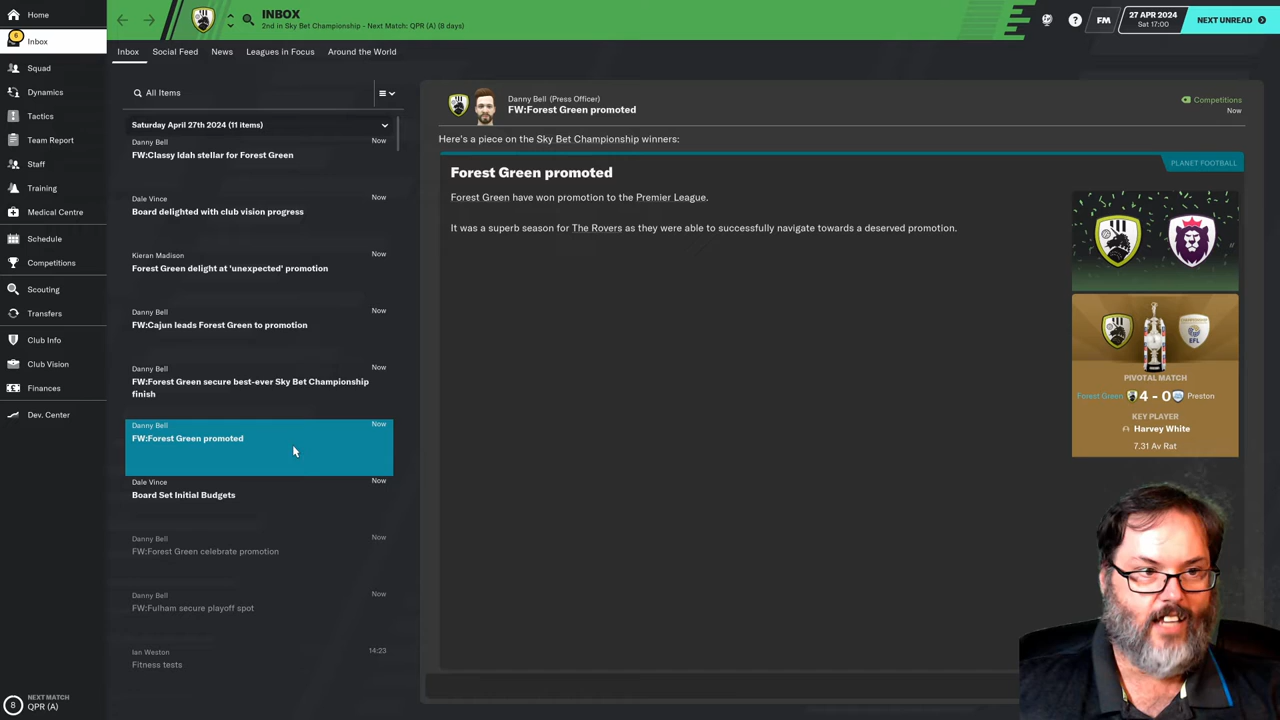 Home
INBOX
2nd in Sky Bet Championship - Next Match: QPR (A) (8 days)
FM
27 APR 2024
Sat 17:00
NEXT UNREAD
6
Inbox
Squad
Dynamics
Tactics
Team Report
Staff
Training
Medical Centre
Schedule
Competitions
Scouting
Transfers
Club Info
Club Vision
Finances
Dev. Center
8
NEXT MATCH
QPR (A)
Inbox
Social Feed
News
Leagues in Focus
Around the World
All Items
Saturday April 27th 2024 (11 items)
Danny Bell
Now
FW:Classy Idah stellar for Forest Green
Dale Vince
Now
Board delighted with club vision progress
Kieran Madison
Now
Forest Green delight at 'unexpected' promotion
Danny Bell
Now
FW:Cajun leads Forest Green to promotion
Danny Bell
Now
FW:Forest Green secure best-ever Sky Bet Championship
finish
Danny Bell
Now
FW:Forest Green promoted
Dale Vince
Now
Board Set Initial Budgets
Danny Bell
Now
FW:Forest Green celebrate promotion
Danny Bell
Now
FW:Fulham secure playoff spot
Ian Weston
14:23
Fitness tests
Danny Bell (Press Officer)
FW:Forest Green promoted
Competitions
Now
Here's a piece on the Sky Bet Championship winners:
PLANET FOOTBALL
Forest Green promoted
Forest Green have won promotion to the Premier League.
It was a superb season for The Rovers as they were able to successfully navigate towards a deserved promotion.
EFL
PIVOTAL MATCH
Forest Green 4 - 0 Preston
KEY PLAYER
Harvey White
7.31 Av Rat